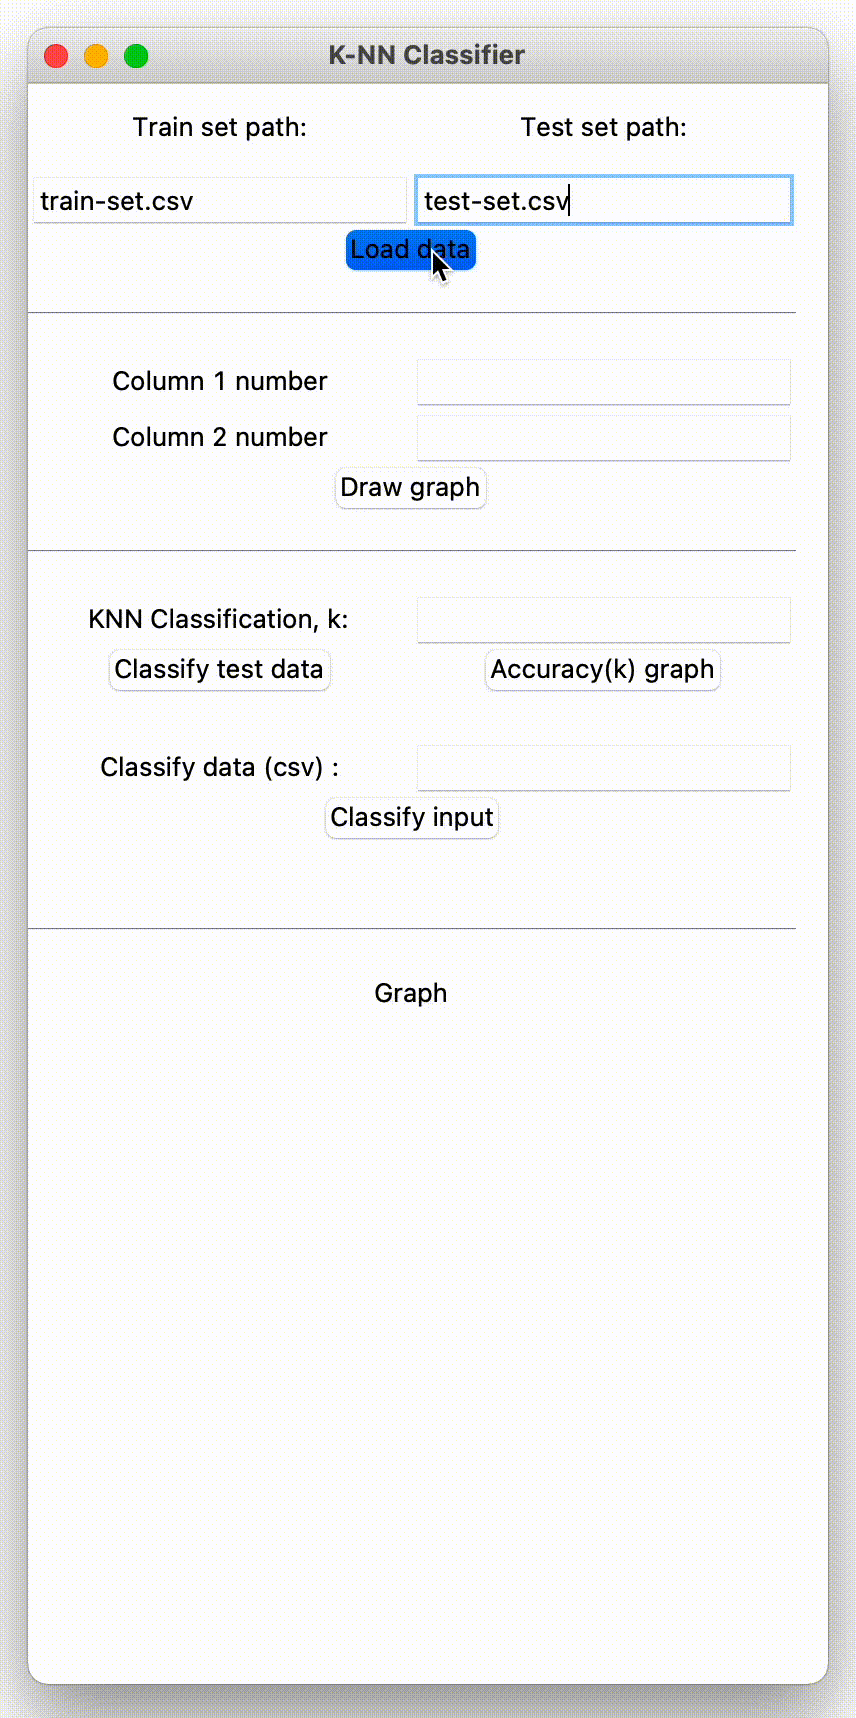 K-NN Classifier
Train set path: Test set path:
train-set.csv test-set.csv
Load data
Column 1 number
Column 2 number
Draw graph
KNN Classification, k:
Classify test data Accuracy(k) graph
Classify data (csv) :
Classify input
Graph